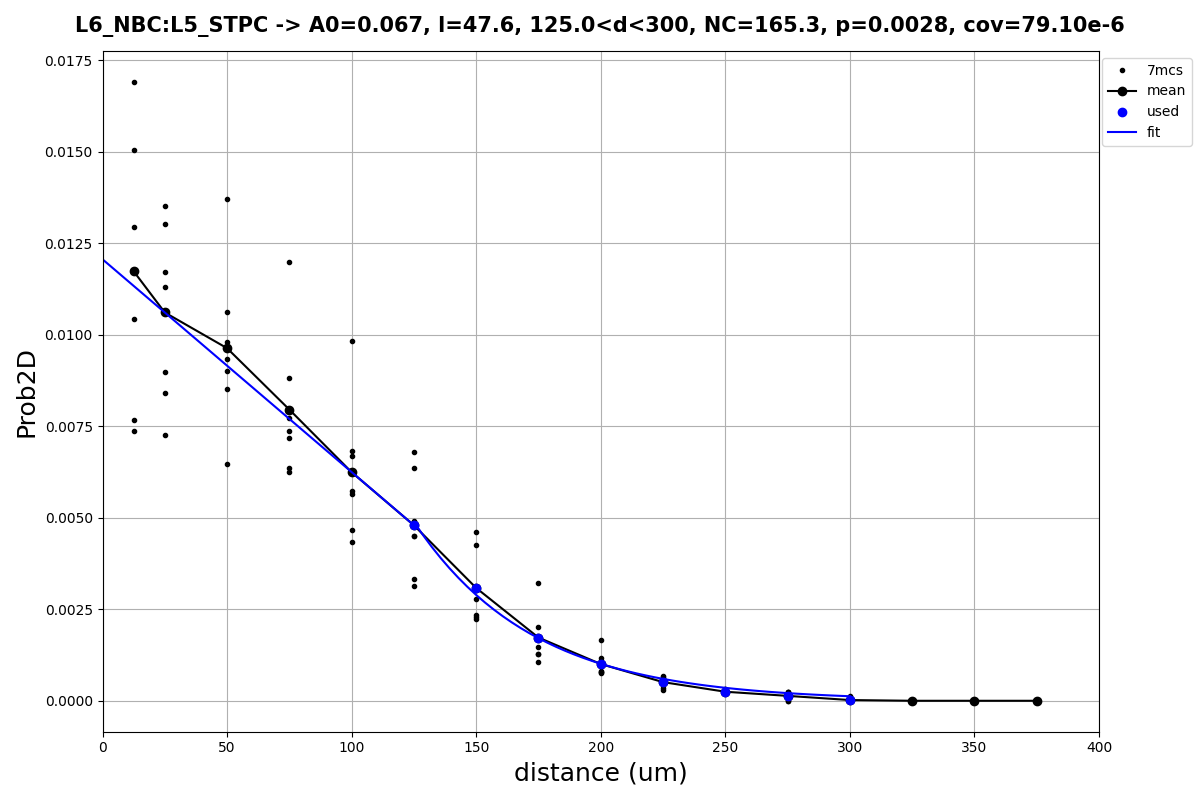 L6_NBC:L5_STPC -> A0=0.067, l=47.6, 125.0<d<300, NC=165.3, p=0.0028, cov=79.10e-6
7mcs
mean
used
fit
0.0175
0.0150
0.0125
0.0100
0.0075
0.0050
0.0025
0.0000
Prob2D
0 50 100 150 200 250 300 350 400
distance (um)